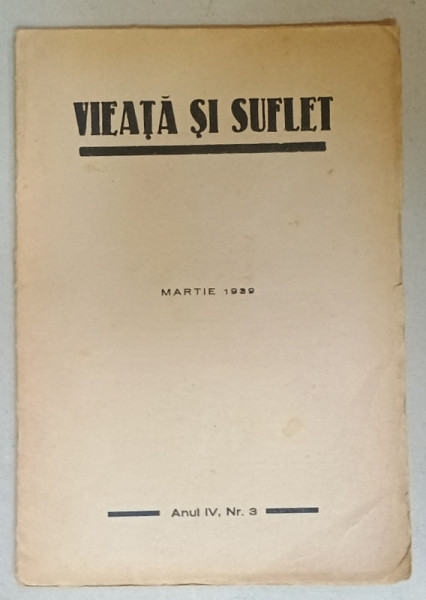 VIEAȚĂ ȘI SUFLET
MARTIE 1939
Anul IV, Nr. 3